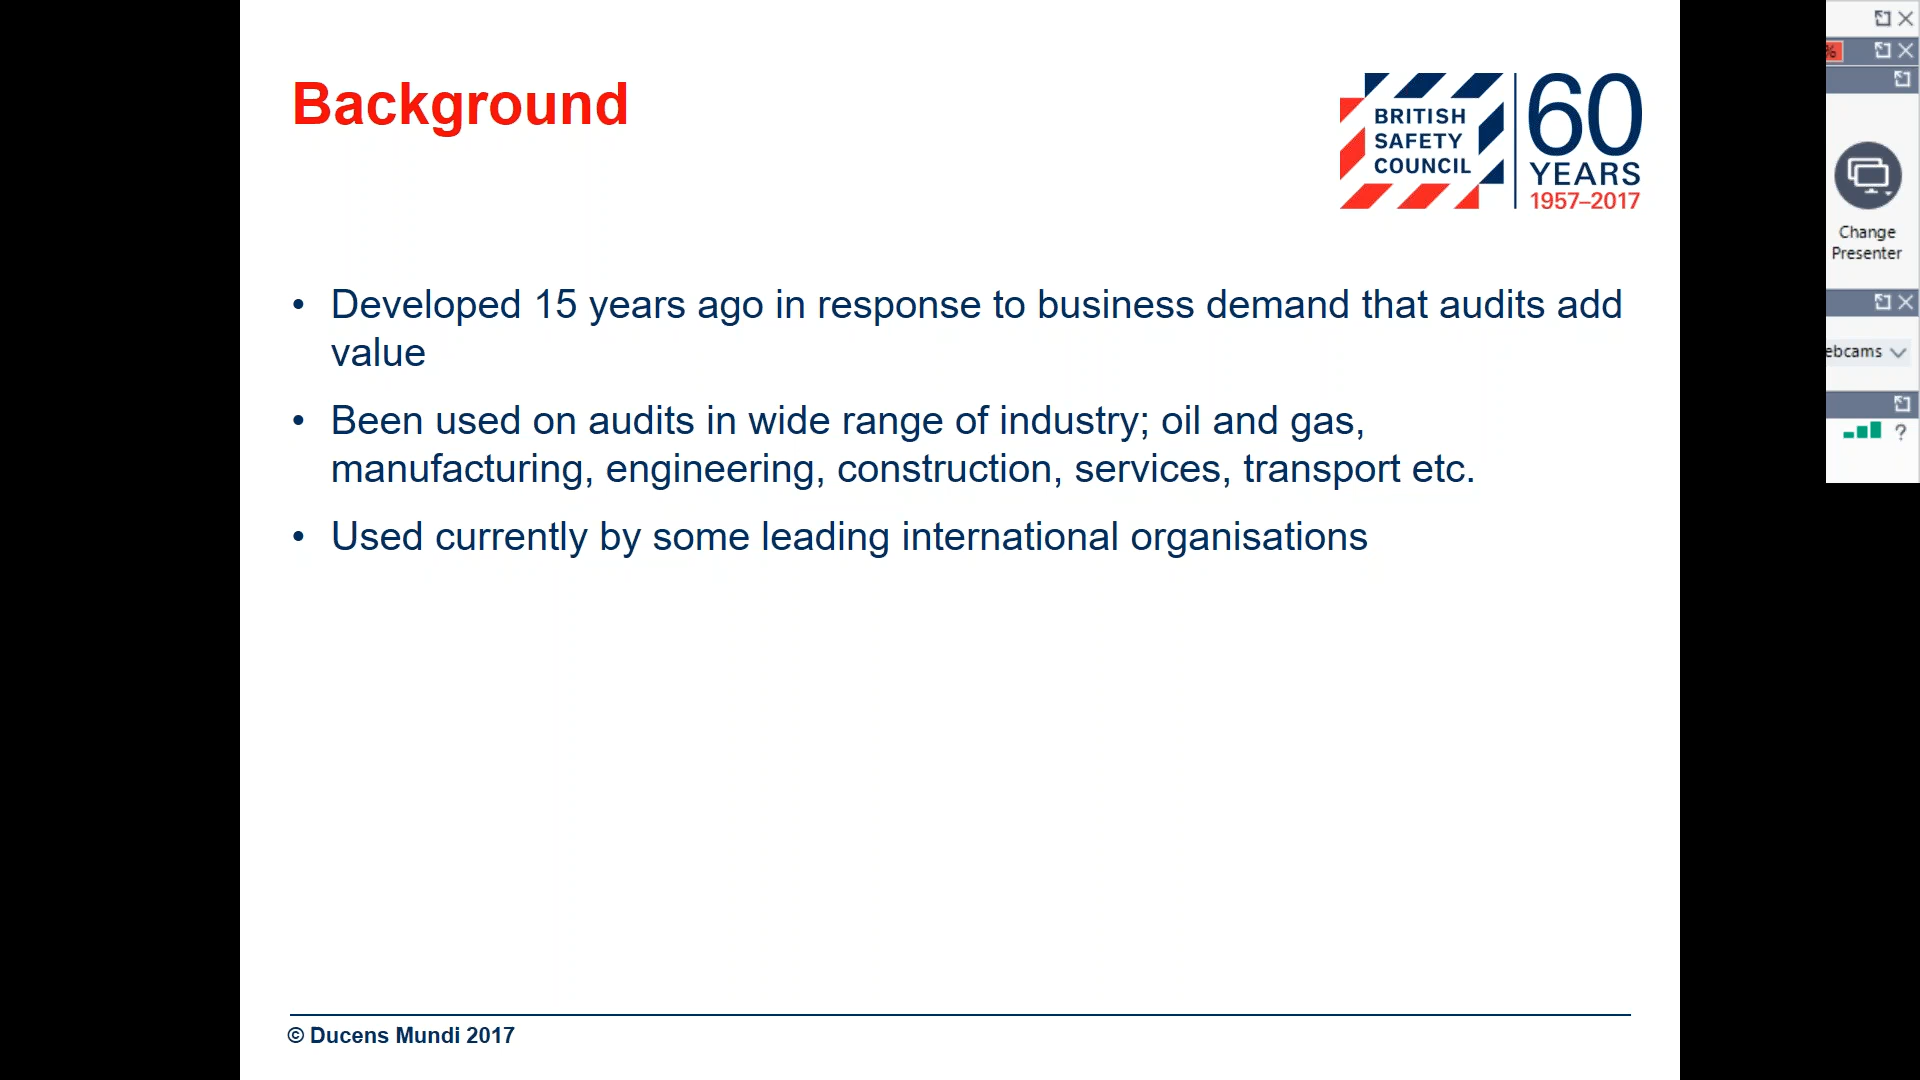 Background
BRITISH
SAFETY
COUNCIL
60
YEARS
1957–2017
• Developed 15 years ago in response to business demand that audits add
value
• Been used on audits in wide range of industry; oil and gas,
manufacturing, engineering, construction, services, transport etc.
• Used currently by some leading international organisations
© Ducens Mundi 2017
%
Change
Presenter
ebcams
?